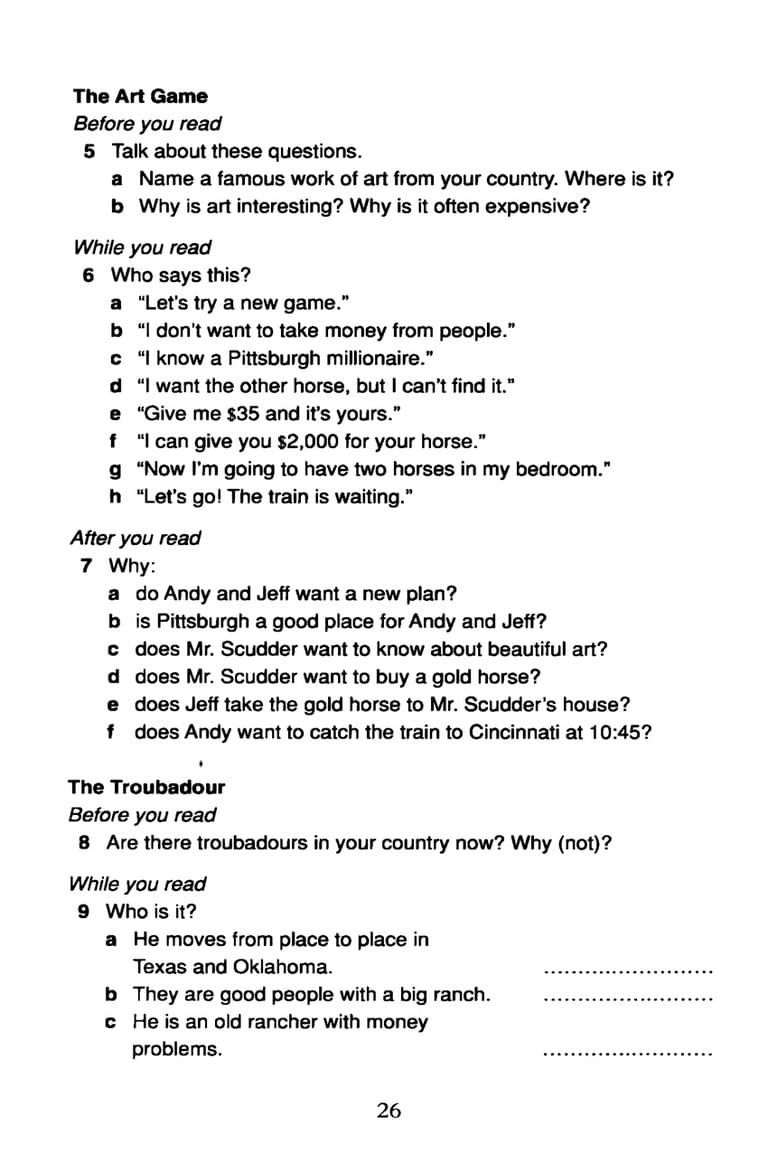 The Art Game
Before you read
5 Talk about these questions.
a Name a famous work of art from your country. Where is it?
b Why is art interesting? Why is it often expensive?
While you read
6 Who says this?
a “Let's try a new game.”
b “I don't want to take money from people.”
c “I know a Pittsburgh millionaire.”
d “I want the other horse, but I can't find it.”
e “Give me $35 and it's yours.”
f “I can give you $2,000 for your horse.”
g “Now I'm going to have two horses in my bedroom.”
h “Let's go! The train is waiting.”
After you read
7 Why:
a do Andy and Jeff want a new plan?
b is Pittsburgh a good place for Andy and Jeff?
c does Mr. Scudder want to know about beautiful art?
d does Mr. Scudder want to buy a gold horse?
e does Jeff take the gold horse to Mr. Scudder's house?
f does Andy want to catch the train to Cincinnati at 10:45?
The Troubadour
Before you read
8 Are there troubadours in your country now? Why (not)?
While you read
9 Who is it?
a He moves from place to place in
Texas and Oklahoma. ..........................
b They are good people with a big ranch. ..........................
c He is an old rancher with money
problems. ..........................
26